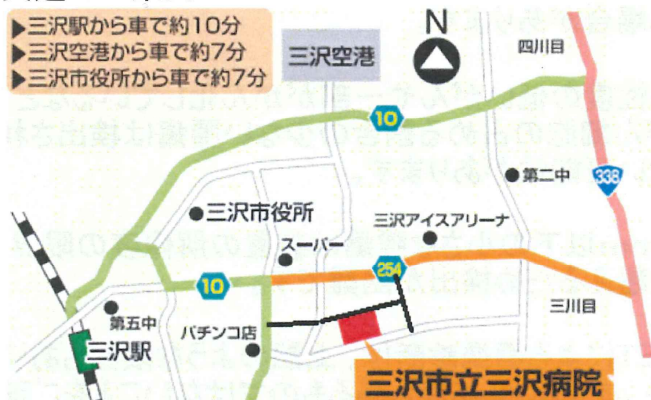 ▶三沢駅から車で約10分
▶三沢空港から車で約7分
▶三沢市役所から車で約7分
三沢空港
N
四川目
10
338
第二中
三沢市役所
三沢アイスアリーナ
スーパー
254
10
三川目
第五中
パチンコ店
三沢駅
三沢市立三沢病院